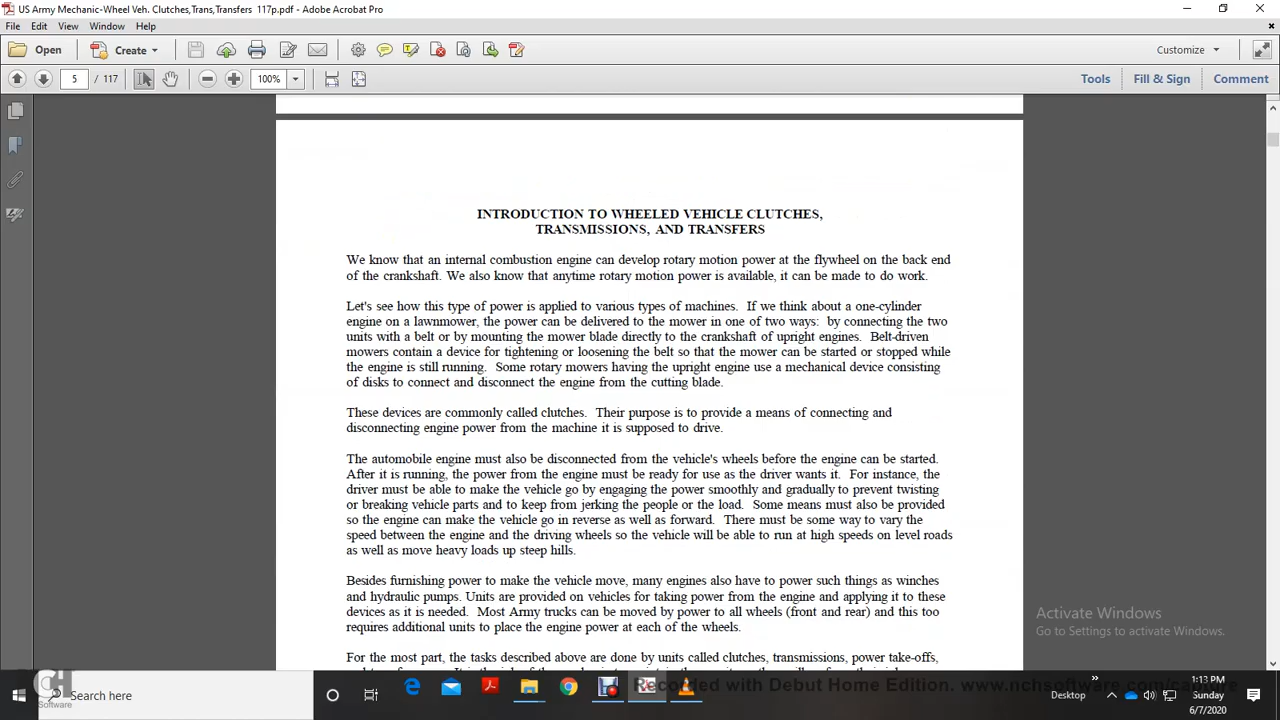 US Army Mechanic-Wheel Veh. Clutches,Trans,Transfers 117p.pdf - Adobe Acrobat Pro
File Edit View Window Help
Open Create Customize
5 / 117 100% Tools Fill & Sign Comment
INTRODUCTION TO WHEELED VEHICLE CLUTCHES,
TRANSMISSIONS, AND TRANSFERS
We know that an internal combustion engine can develop rotary motion power at the flywheel on the back end
of the crankshaft. We also know that anytime rotary motion power is available, it can be made to do work.
Let's see how this type of power is applied to various types of machines. If we think about a one-cylinder
engine on a lawnmower, the power can be delivered to the mower in one of two ways: by connecting the two
units with a belt or by mounting the mower blade directly to the crankshaft of upright engines. Belt-driven
mowers contain a device for tightening or loosening the belt so that the mower can be started or stopped while
the engine is still running. Some rotary mowers having the upright engine use a mechanical device consisting
of disks to connect and disconnect the engine from the cutting blade.
These devices are commonly called clutches. Their purpose is to provide a means of connecting and
disconnecting engine power from the machine it is supposed to drive.
The automobile engine must also be disconnected from the vehicle's wheels before the engine can be started.
After it is running, the power from the engine must be ready for use as the driver wants it. For instance, the
driver must be able to make the vehicle go by engaging the power smoothly and gradually to prevent twisting
or breaking vehicle parts and to keep from jerking the people or the load. Some means must also be provided
so the engine can make the vehicle go in reverse as well as forward. There must be some way to vary the
speed between the engine and the driving wheels so the vehicle will be able to run at high speeds on level roads
as well as move heavy loads up steep hills.
Besides furnishing power to make the vehicle move, many engines also have to power such things as winches
and hydraulic pumps. Units are provided on vehicles for taking power from the engine and applying it to these
devices as it is needed. Most Army trucks can be moved by power to all wheels (front and rear) and this too
requires additional units to place the engine power at each of the wheels.
For the most part, the tasks described above are done by units called clutches, transmissions, power take-offs,
Activate Windows
Go to Settings to activate Windows.
Recorded with Debut Home Edition. www.nchsoftware.com/capture
CH
Software
Search here
Desktop
1:13 PM
Sunday
6/7/2020